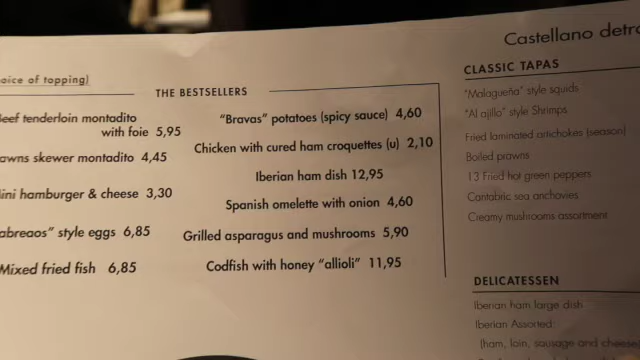 Castellano detr
oice of topping)
THE BESTSELLERS
Beef tenderloin montadito
with foie 5,95
awns skewer montadito 4,45
ini hamburger & cheese 3,30
abreaos" style eggs 6,85
Mixed fried fish 6,85
"Bravas" potatoes (spicy sauce) 4,60
Chicken with cured ham croquettes (u) 2,10
Iberian ham dish 12,95
Spanish omelette with onion 4,60
Grilled asparagus and mushrooms 5,90
Codfish with honey "allioli" 11,95
CLASSIC TAPAS
"Malagueña" style squids
"Al ajillo" style Shrimps
Fried laminated artichokes (season)
Boiled prawns
13 Fried hot green peppers
Cantabric sea anchovies
Creamy mushrooms assortment
DELICATESSEN
Iberian ham large dish
Iberian Assorted:
(ham, loin, sausage and cheese